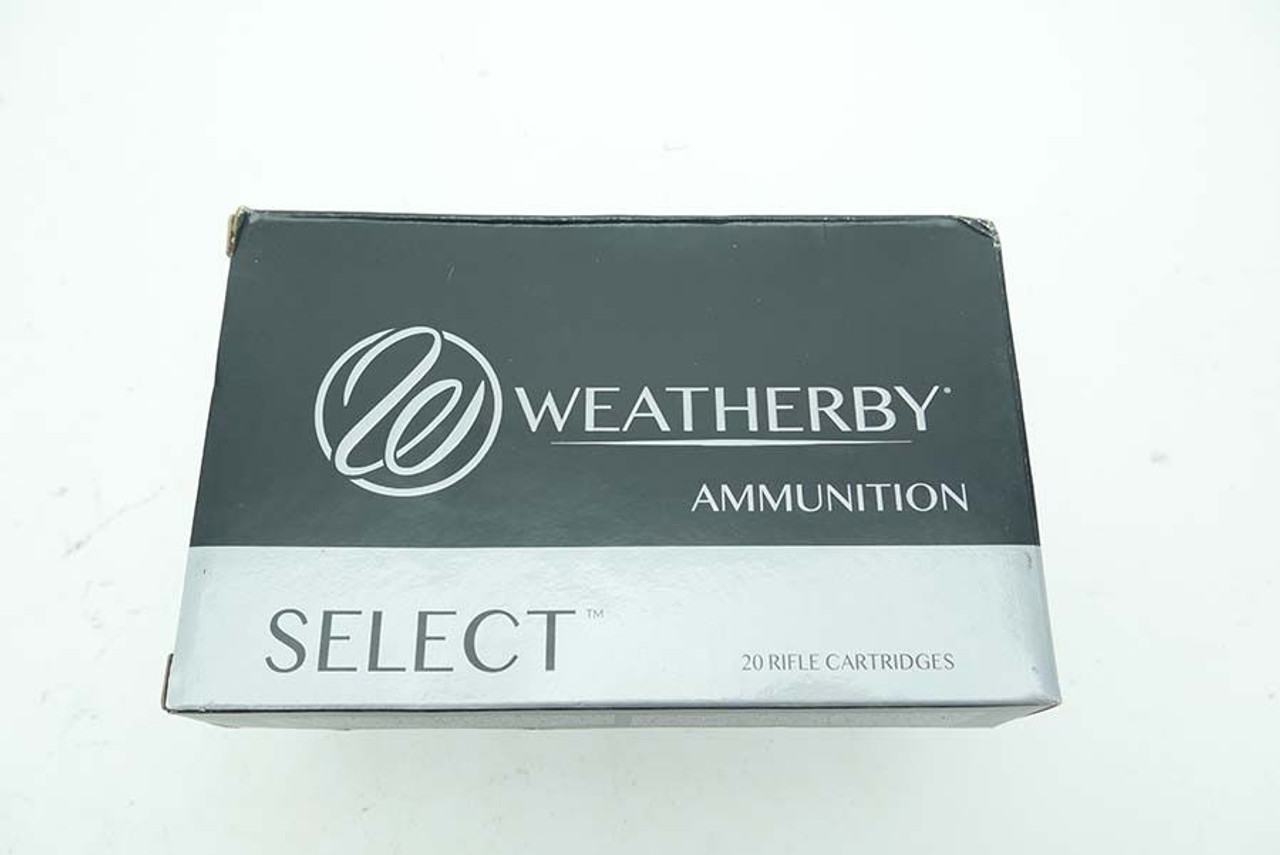 WEATHERBY®
AMMUNITION
SELECT™
20 RIFLE CARTRIDGES